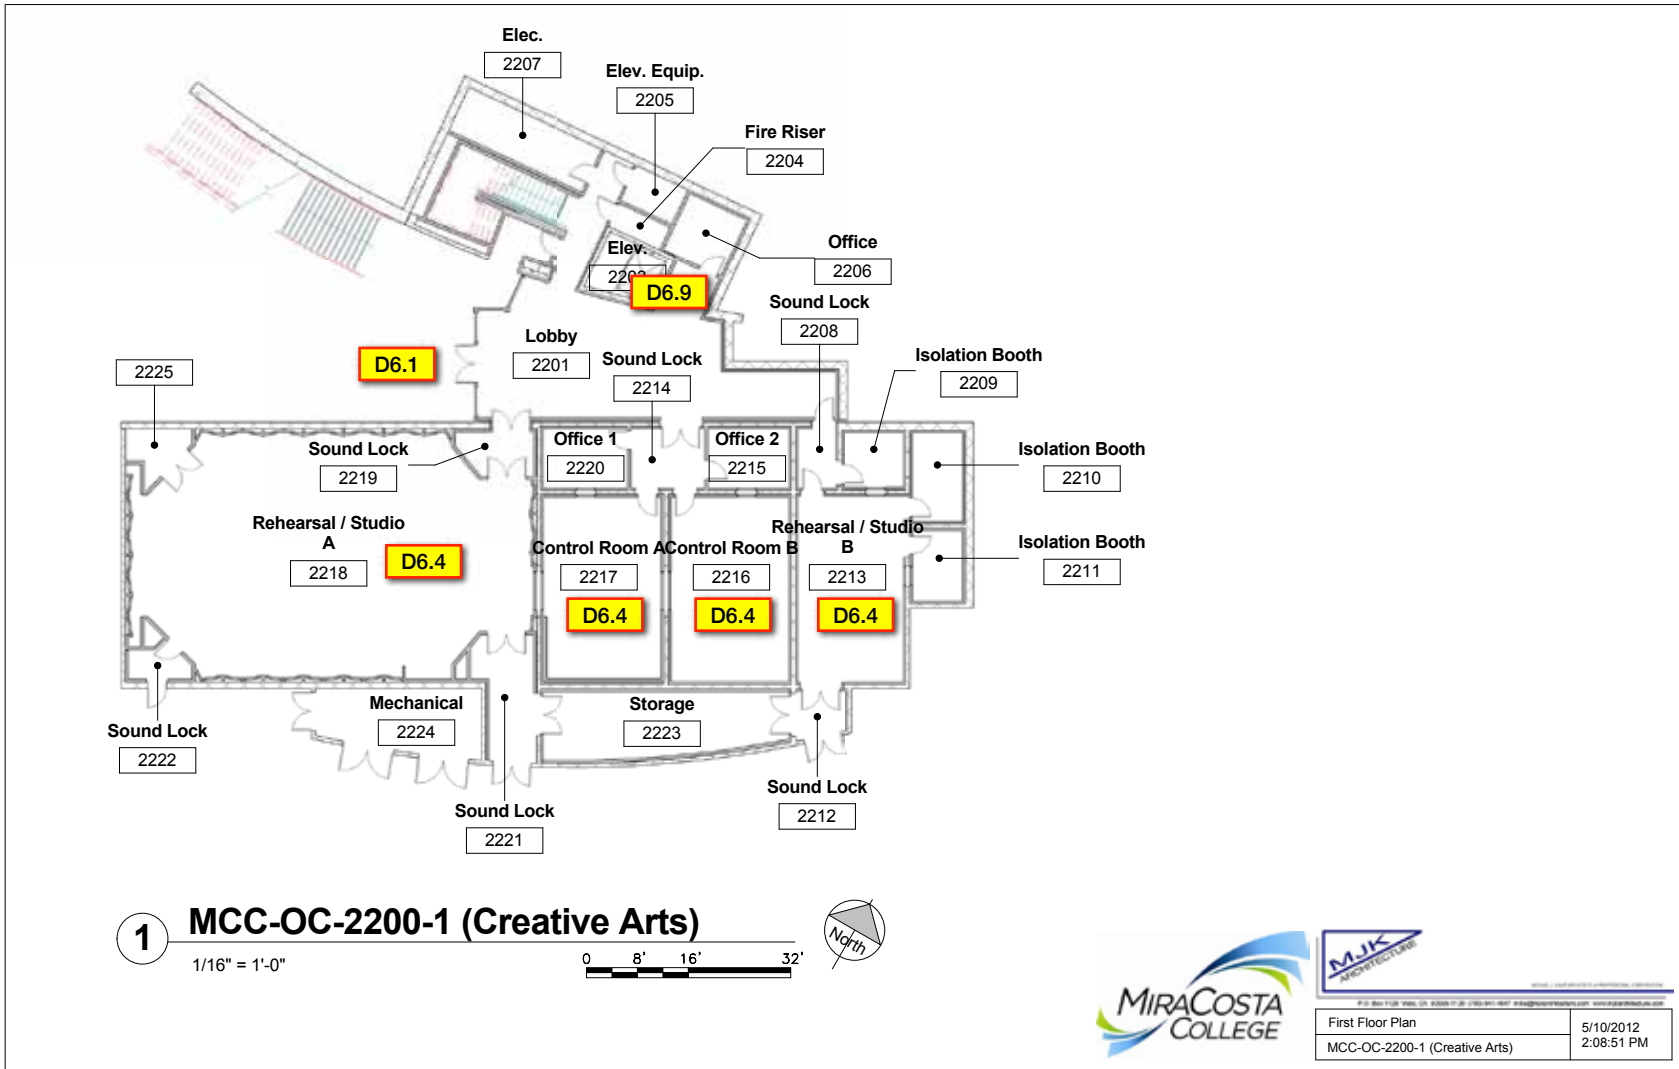 Elec.
2207
Elev. Equip.
2205
Fire Riser
2204
Elev.
Office
2206
D6.9
Sound Lock
2208
Lobby
2201
D6.1
Sound Lock
2214
Isolation Booth
2209
2225
Sound Lock
2219
Office 1
2220
Office 2
2215
Isolation Booth
2210
Rehearsal / Studio
A
2218
D6.4
Control Room A
2217
D6.4
Control Room B
2216
D6.4
Rehearsal / Studio
B
2213
D6.4
Isolation Booth
2211
Mechanical
2224
Storage
2223
Sound Lock
2222
Sound Lock
2221
Sound Lock
2212
1
MCC-OC-2200-1 (Creative Arts)
1/16" = 1'-0"
0 8' 16' 32'
North
MIRACOSTA
COLLEGE
MJK
ARCHITECTURE
First Floor Plan
MCC-OC-2200-1 (Creative Arts)
5/10/2012
2:08:51 PM